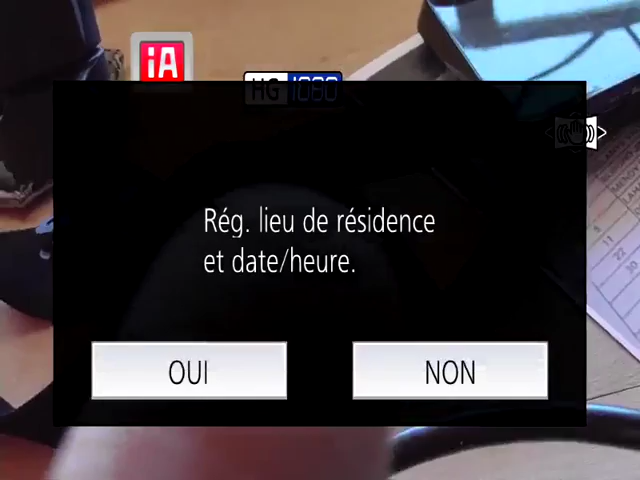 iA
HG 1080
Rég. lieu de résidence
et date/heure.
OUI
NON